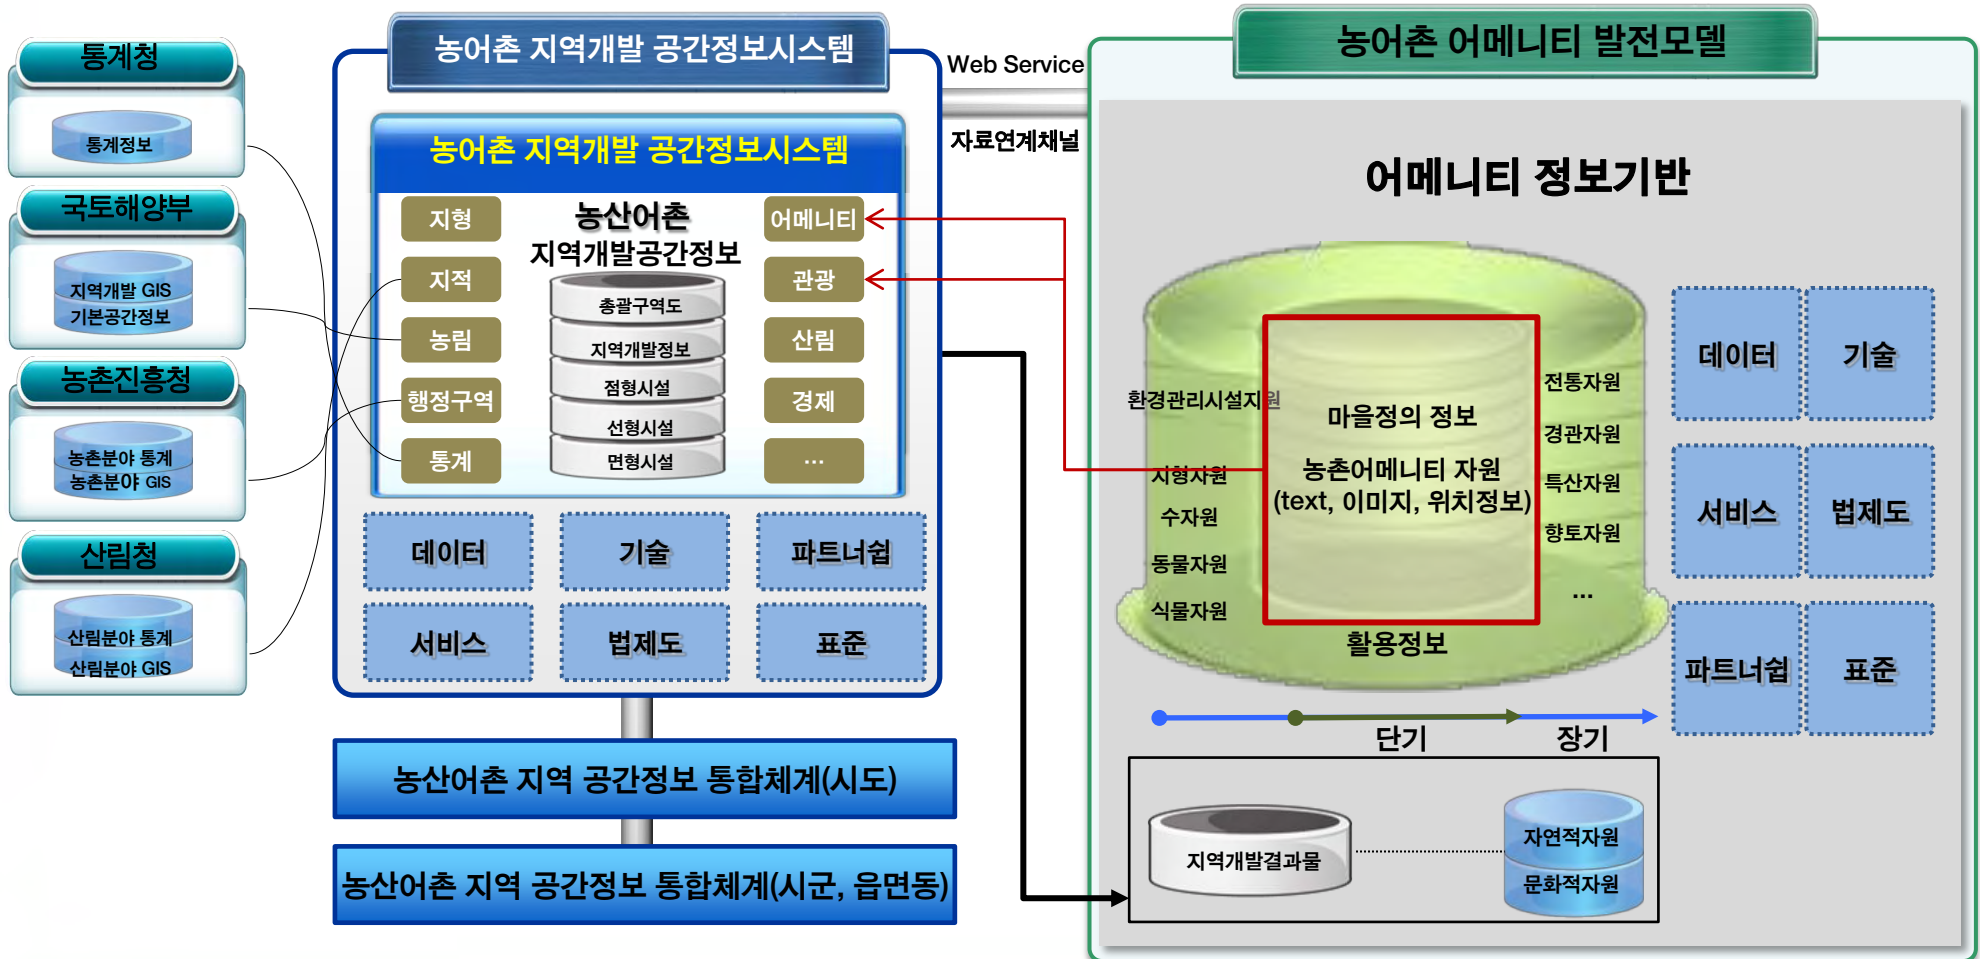 통계청
통계정보
국토해양부
지역개발 GIS
기본공간정보
농촌진흥청
농촌분야 통계
농촌분야 GIS
산림청
산림분야 통계
산림분야 GIS
농어촌 지역개발 공간정보시스템
농어촌 지역개발 공간정보시스템
지형
지적
농림
행정구역
통계
농산어촌
지역개발공간정보
총괄구역도
지역개발정보
점형시설
선형시설
면형시설
어메니티
관광
산림
경제
...
데이터
기술
파트너쉽
서비스
법제도
표준
농산어촌 지역 공간정보 통합체계(시도)
농산어촌 지역 공간정보 통합체계(시군, 읍면동)
Web Service
자료연계채널
농어촌 어메니티 발전모델
어메니티 정보기반
환경관리시설자원
지형자원
수자원
동물자원
식물자원
마을정의 정보
농촌어메니티 자원
(text, 이미지, 위치정보)
전통자원
경관자원
특산자원
향토자원
...
활용정보
데이터
기술
서비스
법제도
파트너쉽
표준
단기
장기
지역개발결과물
자연적자원
문화적자원